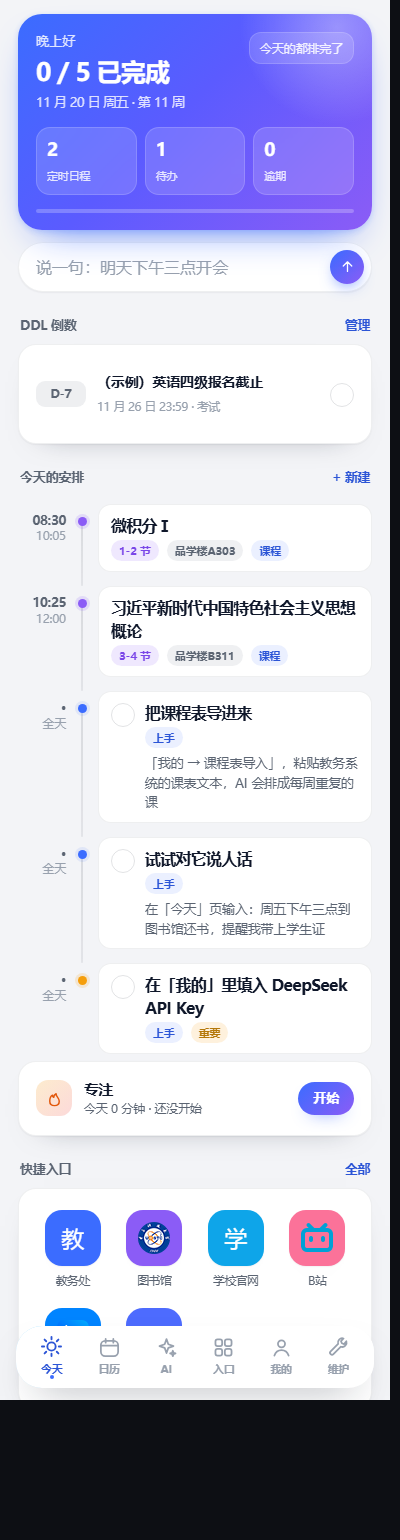 晚上好
今天的都排完了
0 / 5 已完成
11 月 20 日 周五 · 第 11 周
2
定时日程
1
待办
0
逾期
说一句：明天下午三点开会
DDL 倒数
管理
D-7
（示例）英语四级报名截止
11 月 26 日 23:59 · 考试
今天的安排
+ 新建
08:30
10:05
微积分 I
1-2 节
品学楼A303
课程
10:25
12:00
习近平新时代中国特色社会主义思想
概论
3-4 节
品学楼B311
课程
•
全天
把课程表导进来
上手
「我的 → 课程表导入」，粘贴教务系
统的课表文本，AI 会排成每周重复的
课
•
全天
试试对它说人话
上手
在「今天」页输入：周五下午三点到
图书馆还书，提醒我带上学生证
•
全天
在「我的」里填入 DeepSeek
API Key
上手
重要
专注
今天 0 分钟 · 还没开始
开始
快捷入口
全部
教
学
教务处
图书馆
学校官网
B站
今天
日历
AI
入口
我的
维护